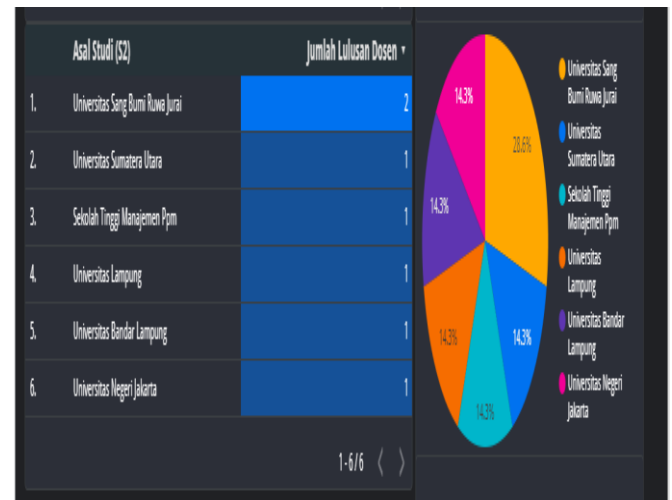 Asal Studi (S2) Jumlah Lulusan Dosen
1. Universitas Sang Bumi Ruwa Jurai 2
2. Universitas Sumatera Utara 1
3. Sekolah Tinggi Manajemen Ppm 1
4. Universitas Lampung 1
5. Universitas Bandar Lampung 1
6. Universitas Negeri Jakarta 1
1-6/6
14.3%
28.6%
14.3%
14.3%
14.3%
14.3%
Universitas Sang
Bumi Ruwa Jurai
Universitas
Sumatera Utara
Sekolah Tinggi
Manajemen Ppm
Universitas
Lampung
Universitas Bandar
Lampung
Universitas Negeri
Jakarta